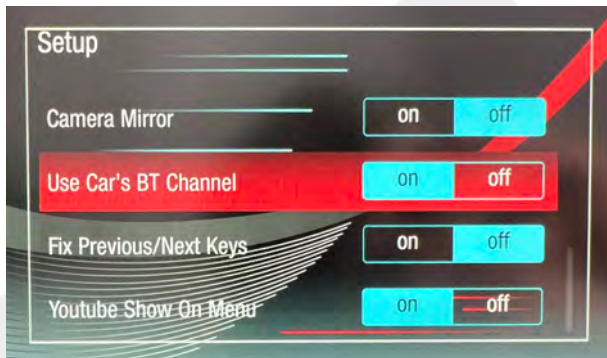 Setup
Camera Mirror on off
Use Car's BT Channel on off
Fix Previous/Next Keys on off
Youtube Show On Menu on off